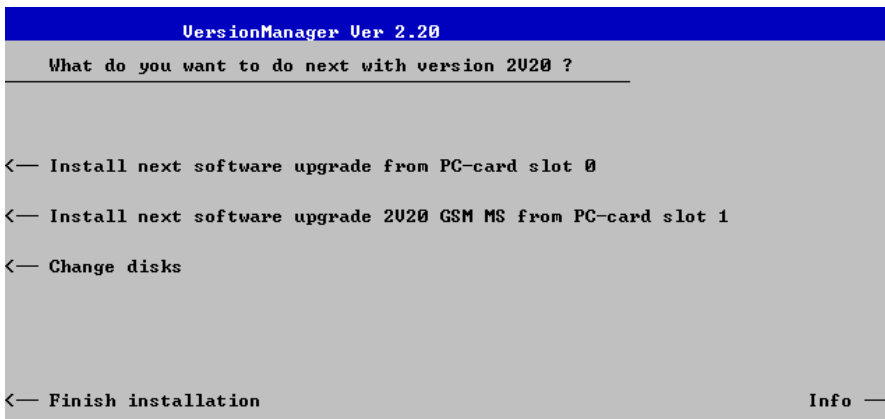 VersionManager Ver 2.20
What do you want to do next with version 2V20 ?
<── Install next software upgrade from PC-card slot 0
<── Install next software upgrade 2V20 GSM MS from PC-card slot 1
<── Change disks
<── Finish installation
Info ─